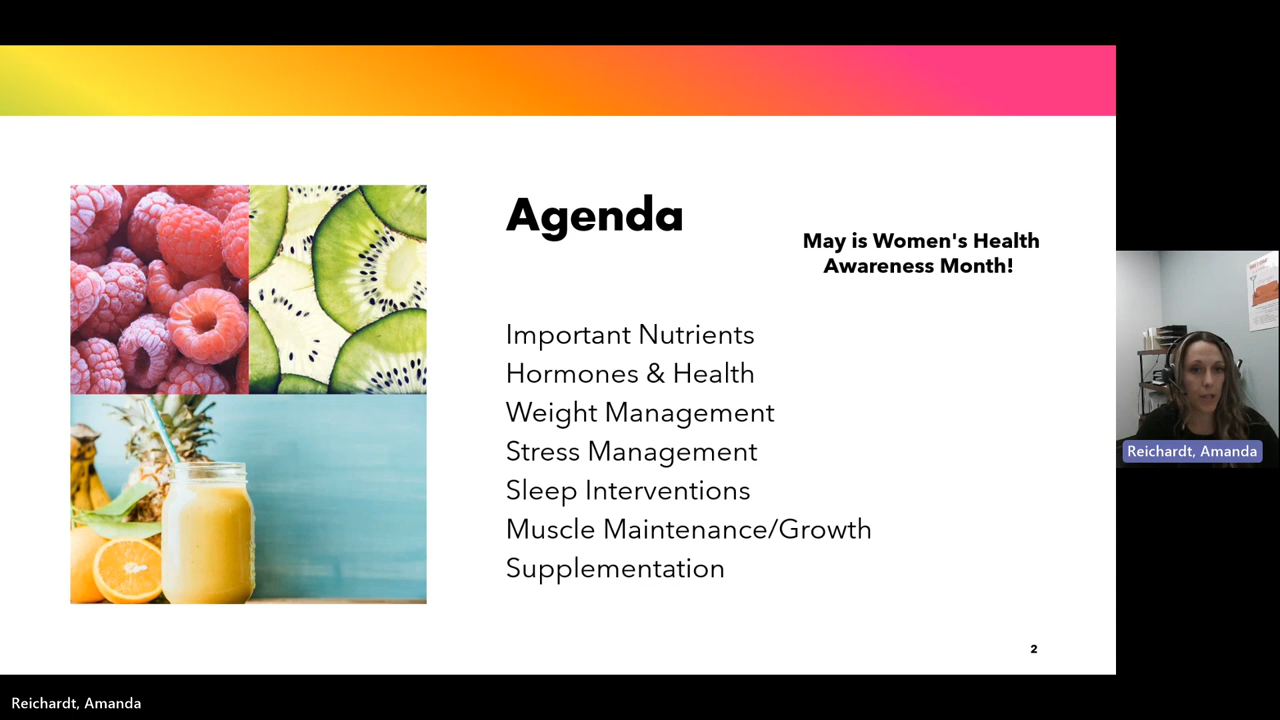 Agenda
May is Women's Health
Awareness Month!
Important Nutrients
Hormones & Health
Weight Management
Stress Management
Sleep Interventions
Muscle Maintenance/Growth
Supplementation
2
Reichardt, Amanda
Reichardt, Amanda